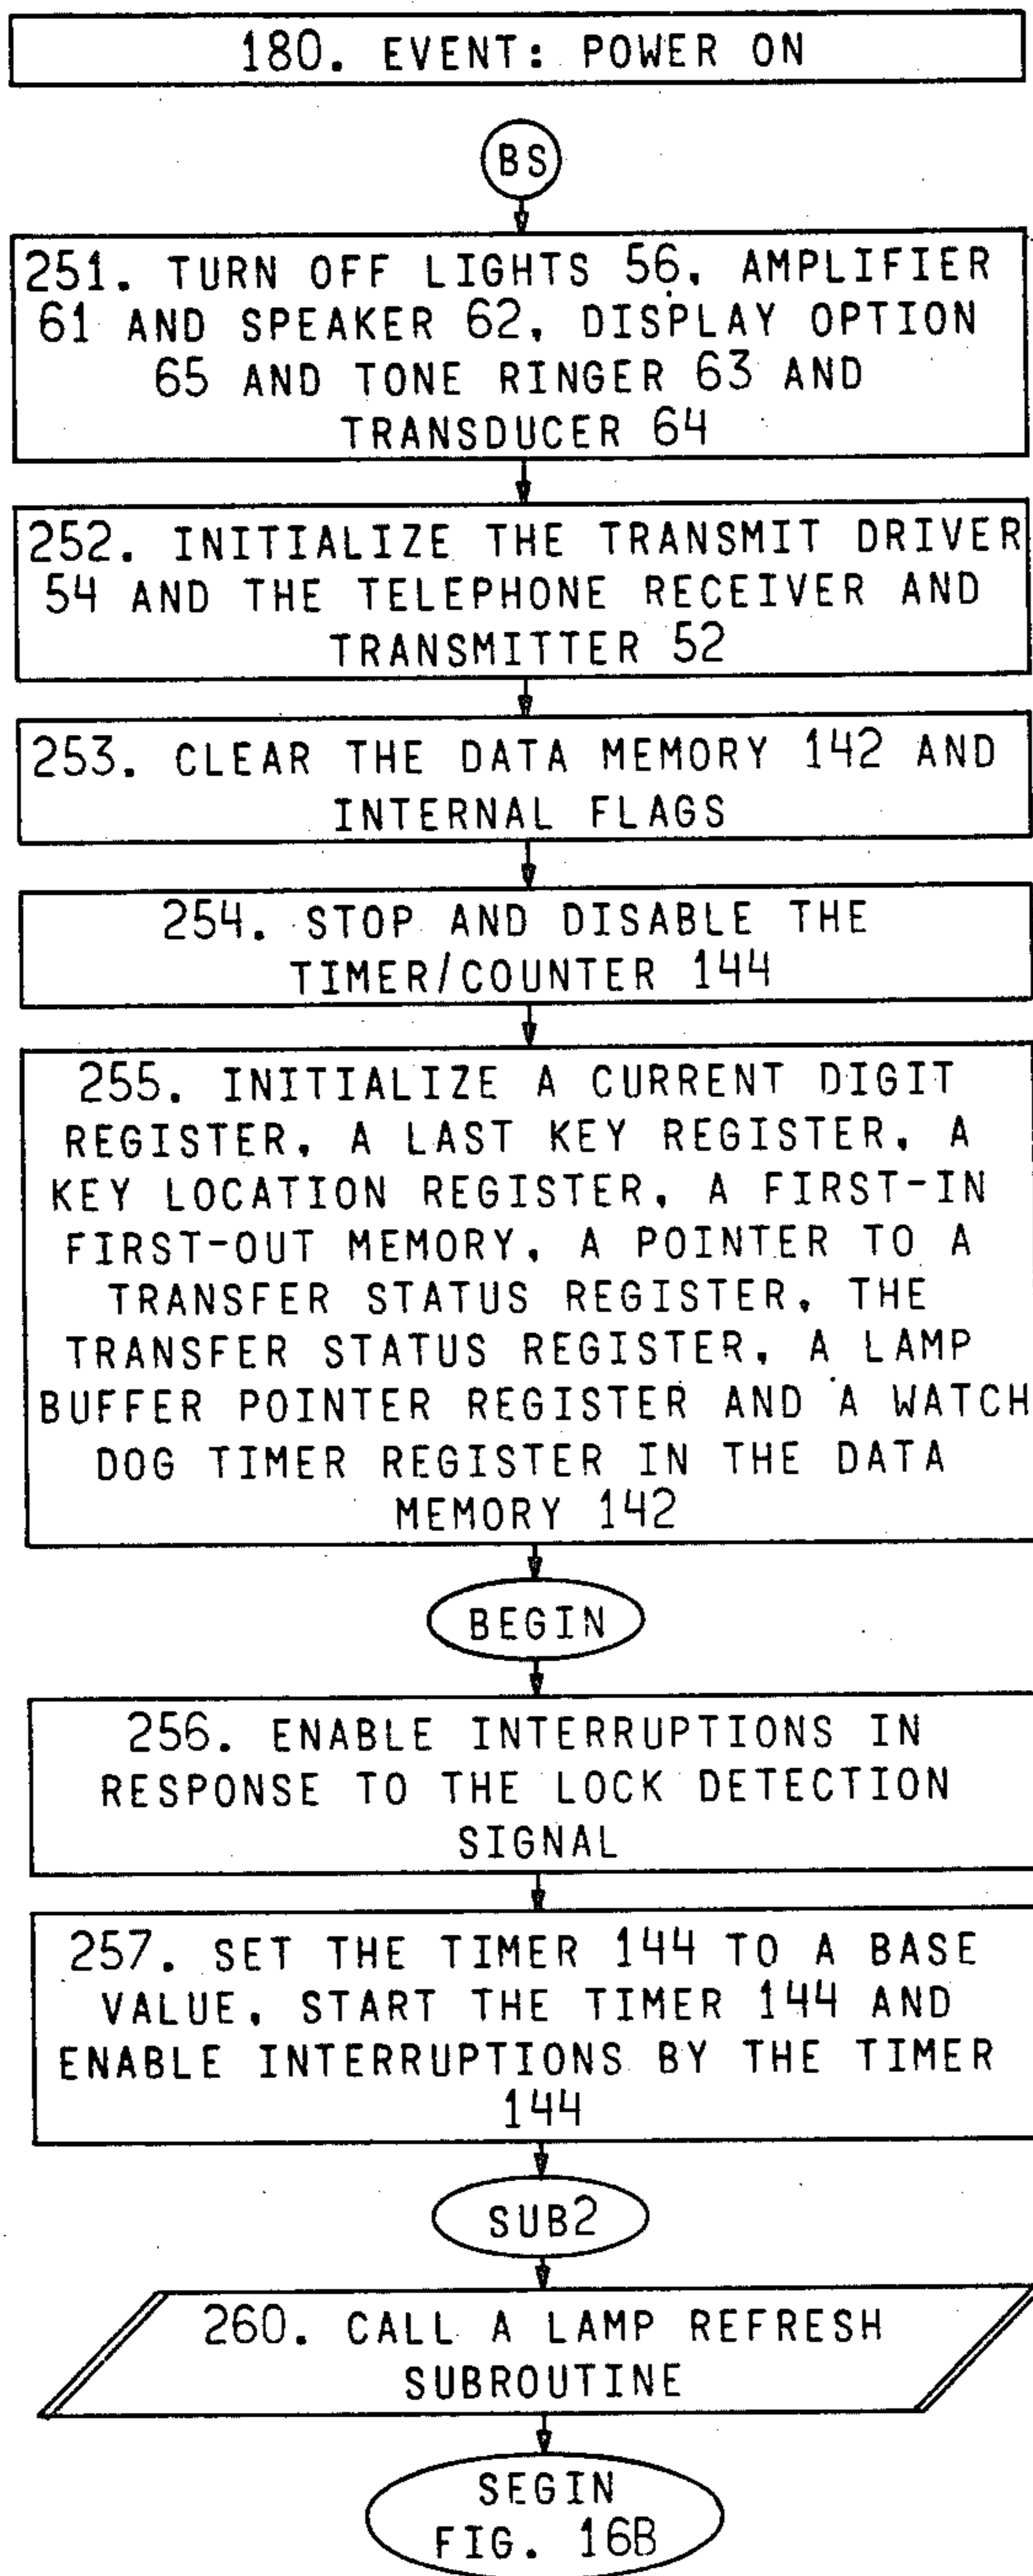 180. EVENT: POWER ON
BS
251. TURN OFF LIGHTS 56, AMPLIFIER
61 AND SPEAKER 62, DISPLAY OPTION
65 AND TONE RINGER 63 AND
TRANSDUCER 64
252. INITIALIZE THE TRANSMIT DRIVER
54 AND THE TELEPHONE RECEIVER AND
TRANSMITTER 52
253. CLEAR THE DATA MEMORY 142 AND
INTERNAL FLAGS
254. STOP AND DISABLE THE
TIMER/COUNTER 144
255. INITIALIZE A CURRENT DIGIT
REGISTER, A LAST KEY REGISTER, A
KEY LOCATION REGISTER, A FIRST-IN
FIRST-OUT MEMORY, A POINTER TO A
TRANSFER STATUS REGISTER, THE
TRANSFER STATUS REGISTER, A LAMP
BUFFER POINTER REGISTER AND A WATCH
DOG TIMER REGISTER IN THE DATA
MEMORY 142
BEGIN
256. ENABLE INTERRUPTIONS IN
RESPONSE TO THE LOCK DETECTION
SIGNAL
257. SET THE TIMER 144 TO A BASE
VALUE, START THE TIMER 144 AND
ENABLE INTERRUPTIONS BY THE TIMER
144
SUB2
260. CALL A LAMP REFRESH
SUBROUTINE
SEGIN
FIG. 16B